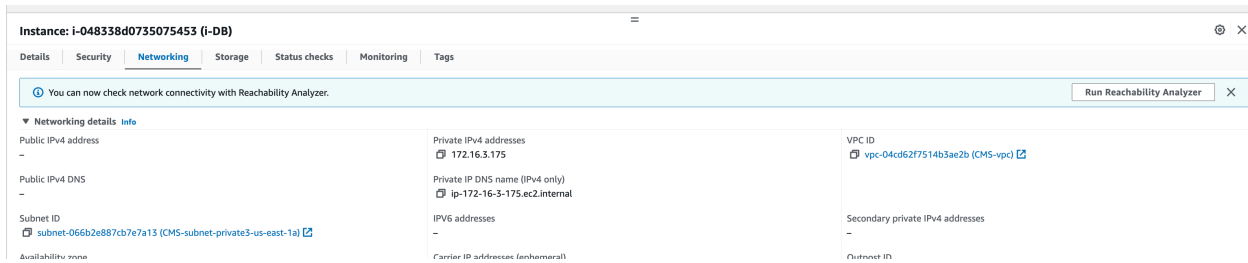 Instance: i-048338d0735075453 (i-DB)
Details Security Networking Storage Status checks Monitoring Tags
You can now check network connectivity with Reachability Analyzer. Run Reachability Analyzer
Networking details Info
Public IPv4 address
–
Private IPv4 addresses
172.16.3.175
VPC ID
vpc-04cd62f7514b3ae2b (CMS-vpc)
Public IPv4 DNS
–
Private IP DNS name (IPv4 only)
ip-172-16-3-175.ec2.internal
Subnet ID
subnet-066b2e887cb7e7a13 (CMS-subnet-private3-us-east-1a)
IPV6 addresses
–
Secondary private IPv4 addresses
–
Availability zone
Carrier IP addresses (ephemeral)
Outpost ID